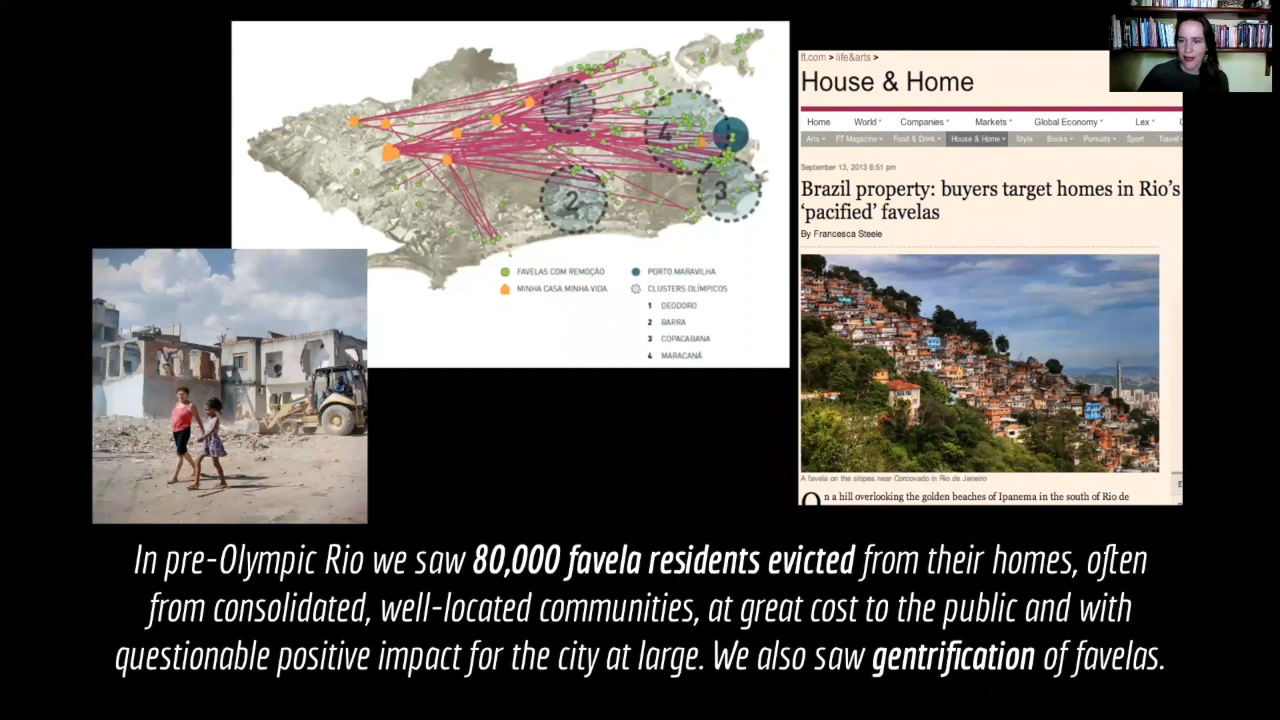 1
2
3
4
FAVELAS COM REMOÇÃO
MINHA CASA MINHA VIDA
PORTO MARAVILHA
CLUSTERS OLÍMPICOS
1 DEODORO
2 BARRA
3 COPACABANA
4 MARACANÃ
ft.com > life&arts >
House & Home
Home World Companies Markets Global Economy Lex
Arts FT Magazine Food & Drink House & Home Style Books Pursuits Sport Travel
September 13, 2013 6:51 pm
Brazil property: buyers target homes in Rio's
'pacified' favelas
By Francesca Steele
A favela on the slopes near Corcovado in Rio de Janeiro
On a hill overlooking the golden beaches of Ipanema in the south of Rio de
In pre-Olympic Rio we saw 80,000 favela residents evicted from their homes, often
from consolidated, well-located communities, at great cost to the public and with
questionable positive impact for the city at large. We also saw gentrification of favelas.